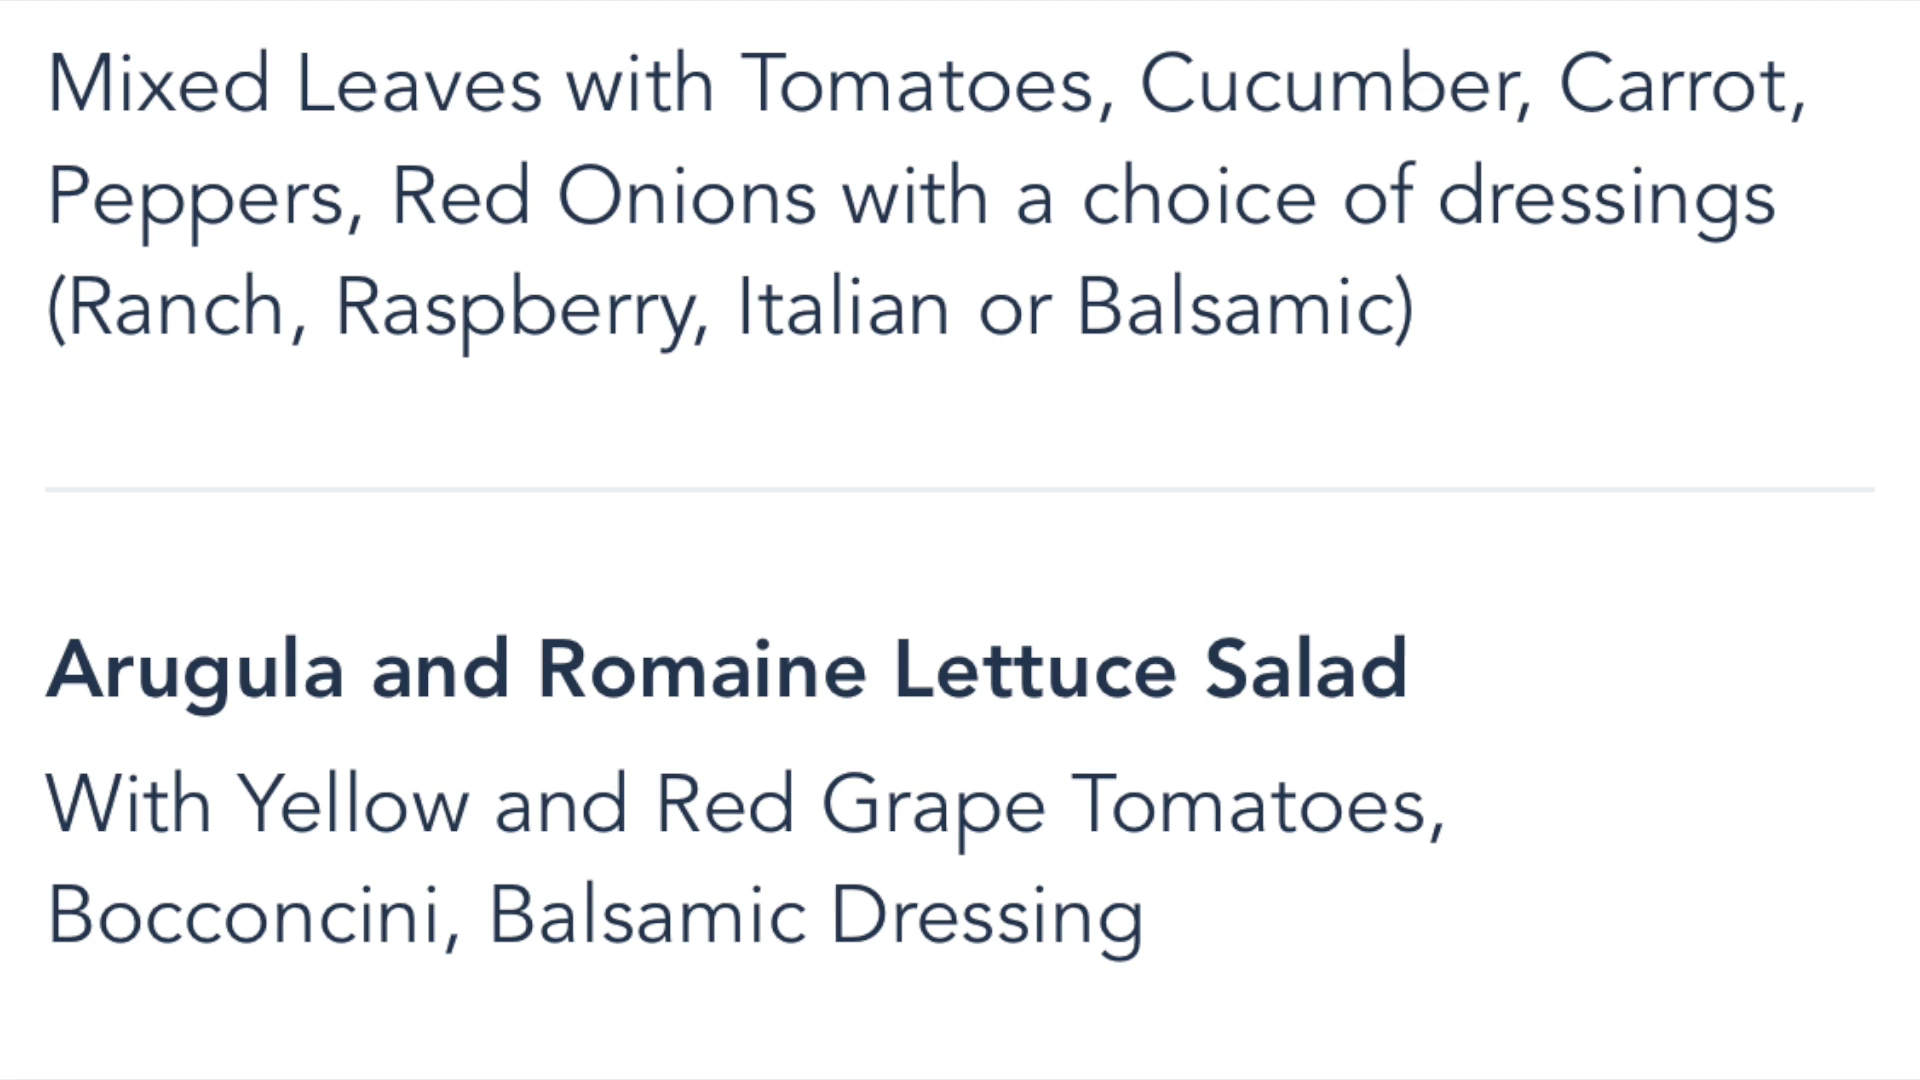 Mixed Leaves with Tomatoes, Cucumber, Carrot,
Peppers, Red Onions with a choice of dressings
(Ranch, Raspberry, Italian or Balsamic)
Arugula and Romaine Lettuce Salad
With Yellow and Red Grape Tomatoes,
Bocconcini, Balsamic Dressing